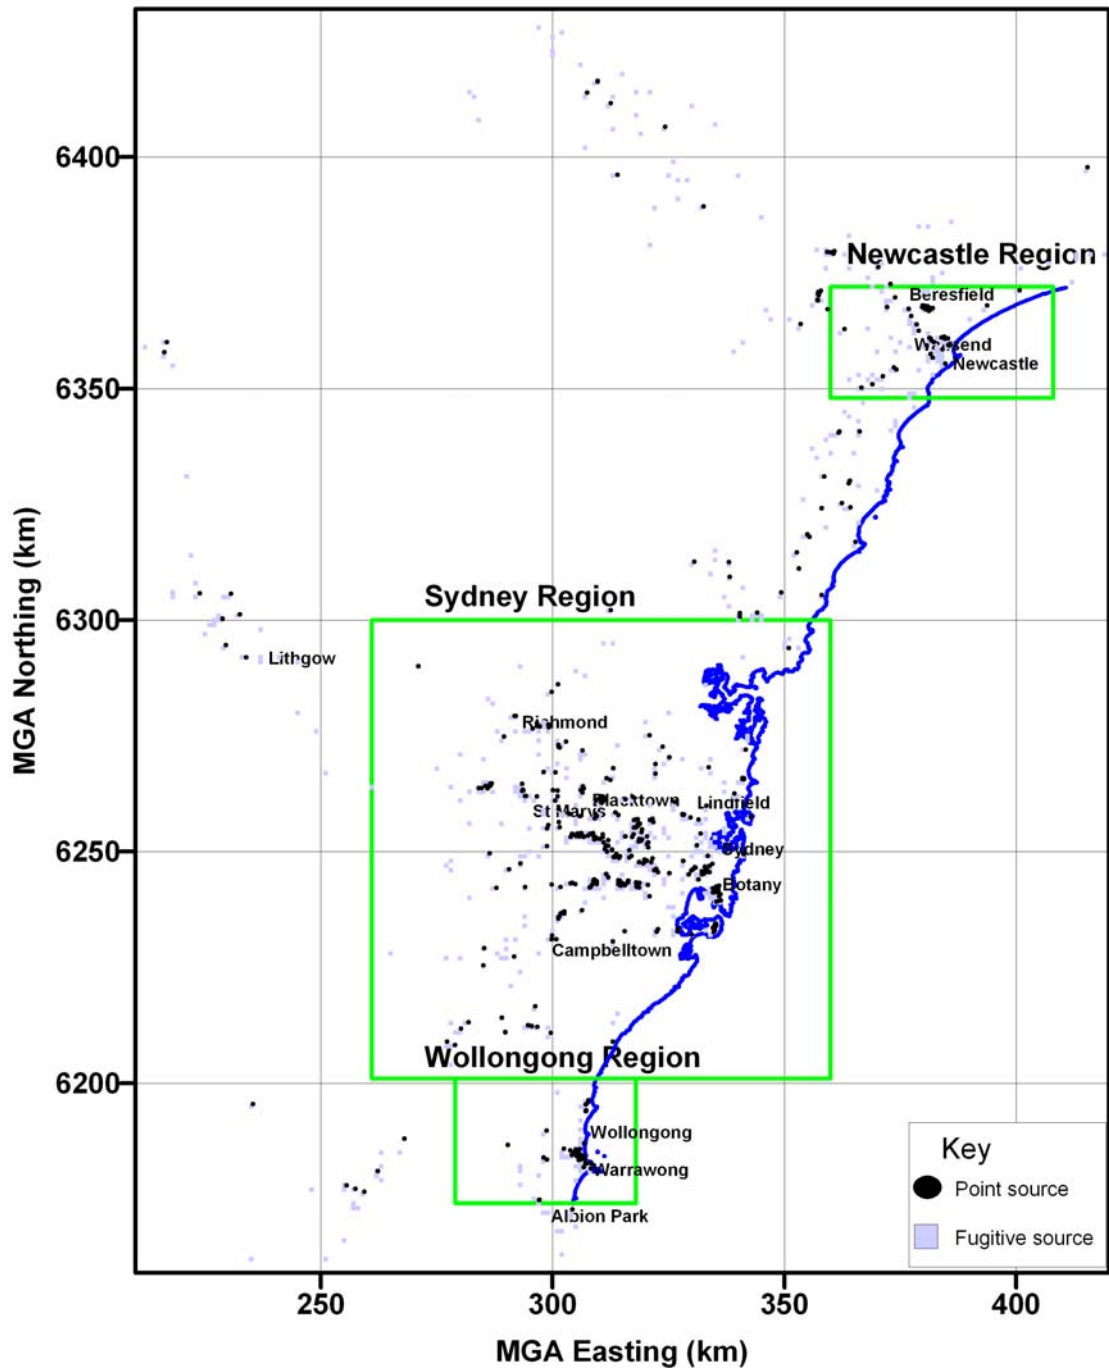 6400
Newcastle Region
Beresfield
Wallsend
Newcastle
6350
MGA Northing (km)
Sydney Region
6300
Lithgow
Richmond
Blacktown
St Marys
Lindfield
6250
Sydney
Botany
Campbelltown
Wollongong Region
6200
Wollongong
Warrawong
Albion Park
Key
Point source
Fugitive source
250
300
350
400
MGA Easting (km)